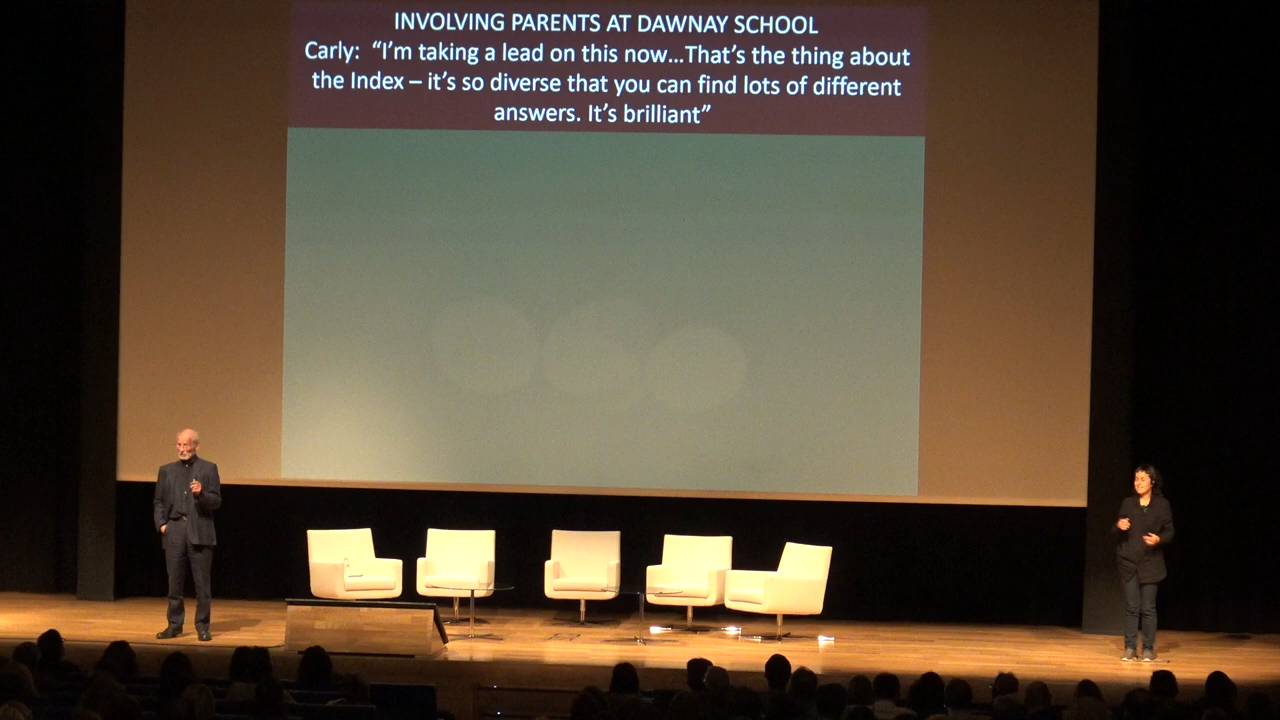 INVOLVING PARENTS AT DAWNAY SCHOOL
Carly:  “I’m taking a lead on this now…That’s the thing about
the Index – it’s so diverse that you can find lots of different
answers. It’s brilliant”